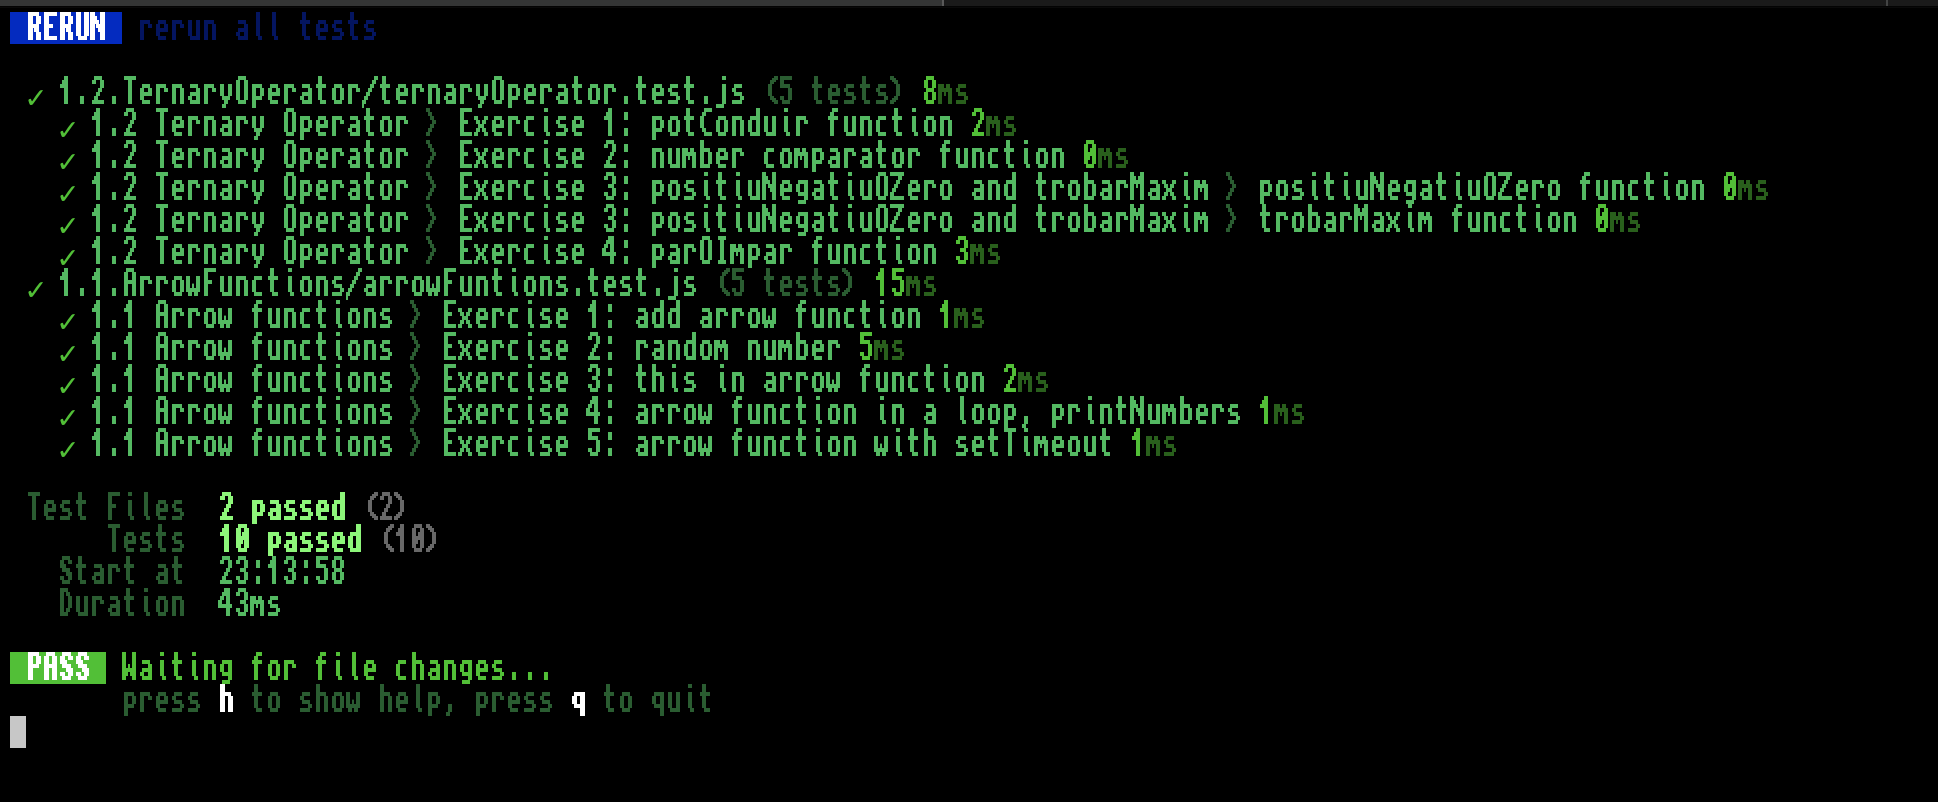 RERUN rerun all tests
✓ 1.2.TernaryOperator/ternaryOperator.test.js (5 tests) 8ms
✓ 1.2 Ternary Operator > Exercise 1: potConduir function 2ms
✓ 1.2 Ternary Operator > Exercise 2: number comparator function 0ms
✓ 1.2 Ternary Operator > Exercise 3: positiuNegatiuOZero and trobarMaxim > positiuNegatiuOZero function 0ms
✓ 1.2 Ternary Operator > Exercise 3: positiuNegatiuOZero and trobarMaxim > trobarMaxim function 0ms
✓ 1.2 Ternary Operator > Exercise 4: parOImpar function 3ms
✓ 1.1.ArrowFunctions/arrowFuntions.test.js (5 tests) 15ms
✓ 1.1 Arrow functions > Exercise 1: add arrow function 1ms
✓ 1.1 Arrow functions > Exercise 2: random number 5ms
✓ 1.1 Arrow functions > Exercise 3: this in arrow function 2ms
✓ 1.1 Arrow functions > Exercise 4: arrow function in a loop, printNumbers 1ms
✓ 1.1 Arrow functions > Exercise 5: arrow function with setTimeout 1ms
Test Files 2 passed (2)
Tests 10 passed (10)
Start at 23:13:58
Duration 43ms
PASS Waiting for file changes...
press h to show help, press q to quit